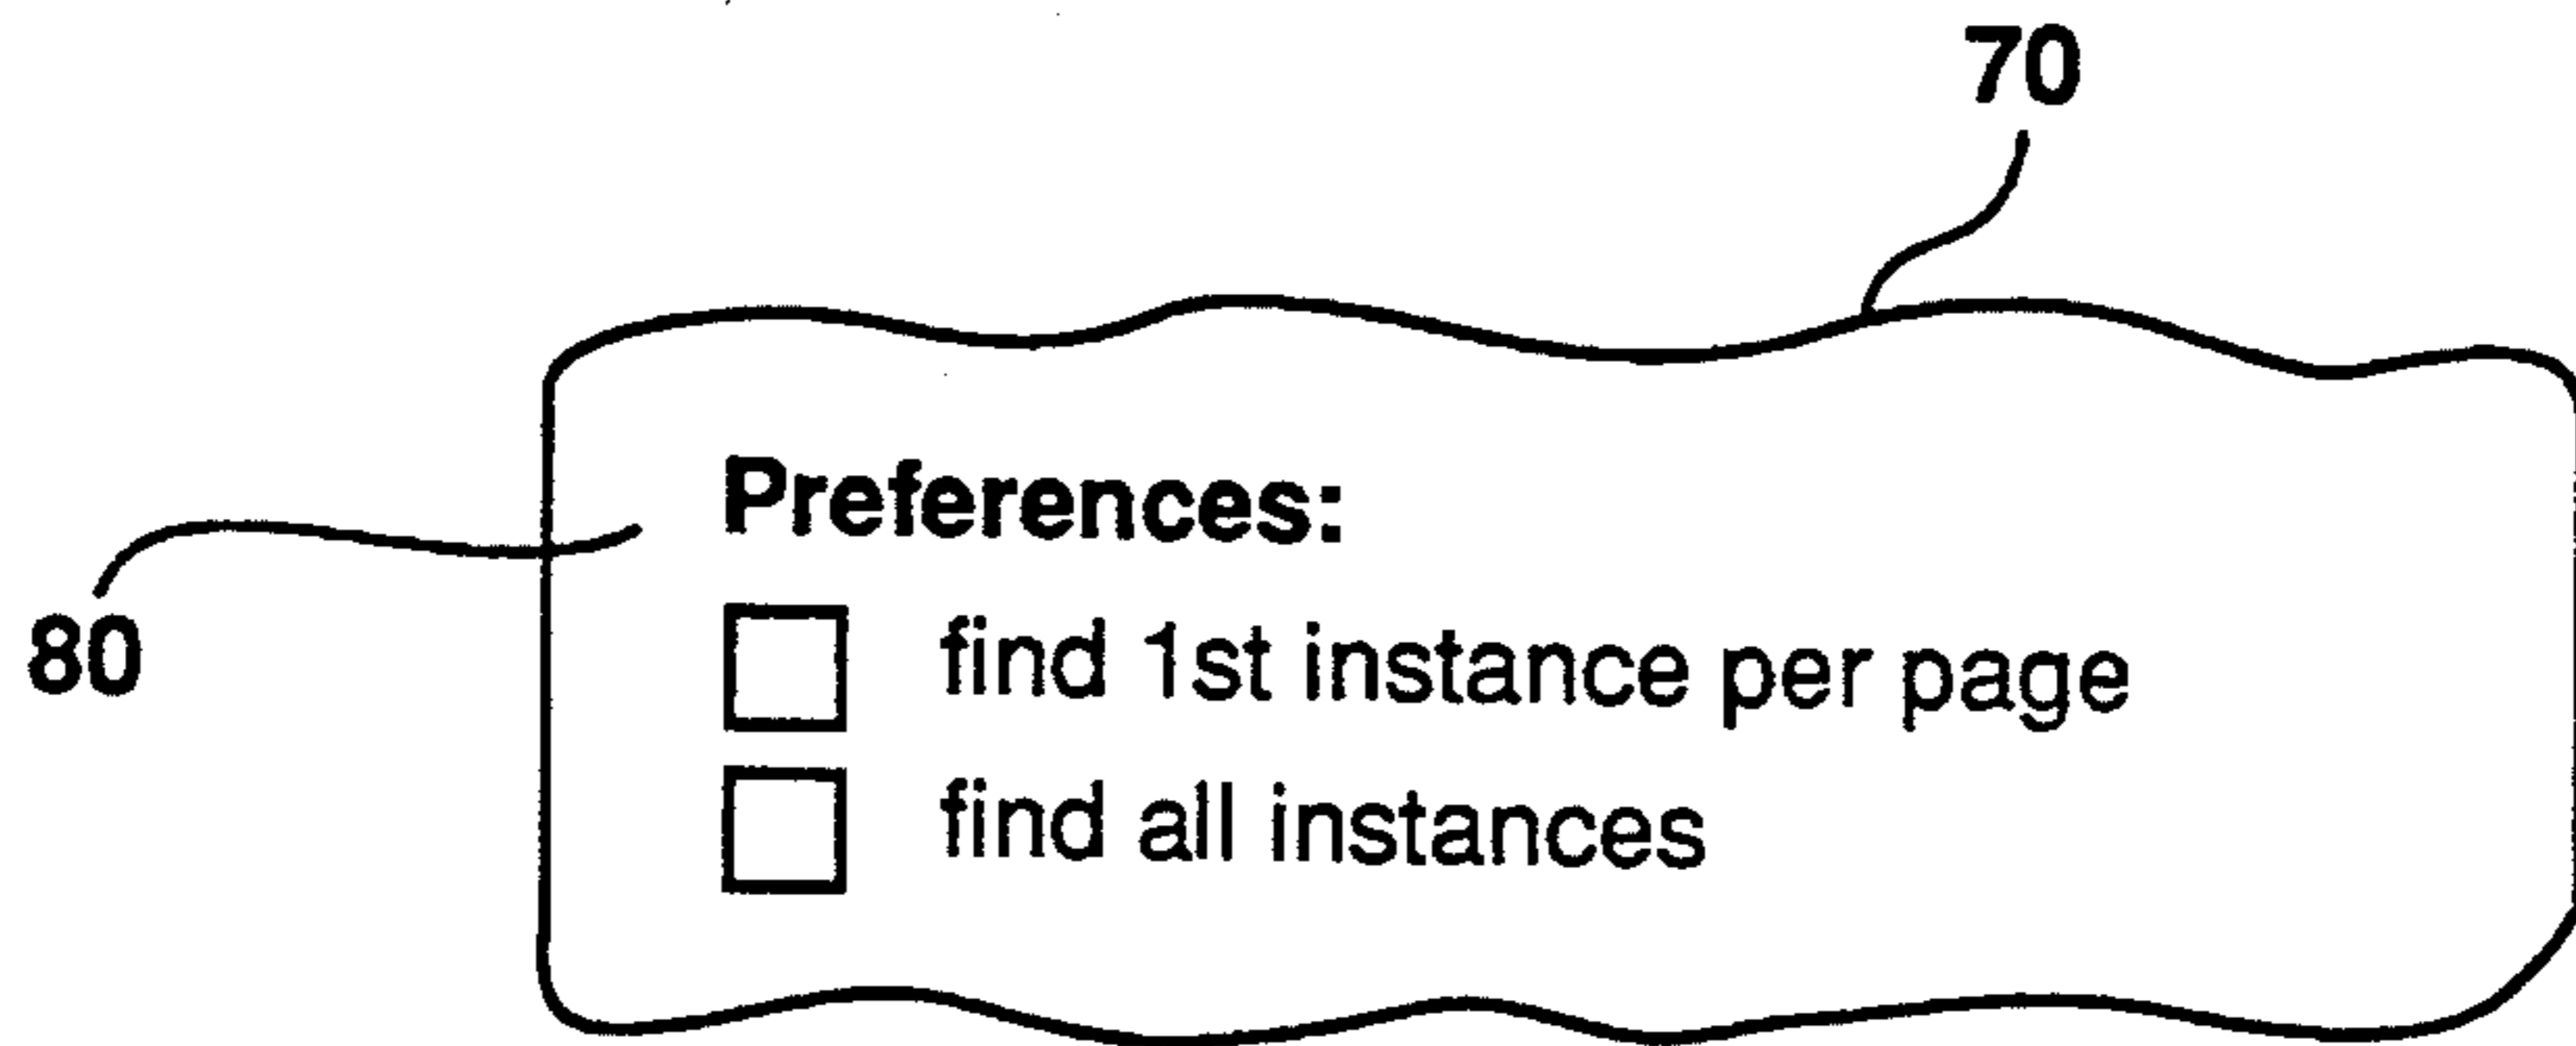 70
Preferences:
80
find 1st instance per page
find all instances